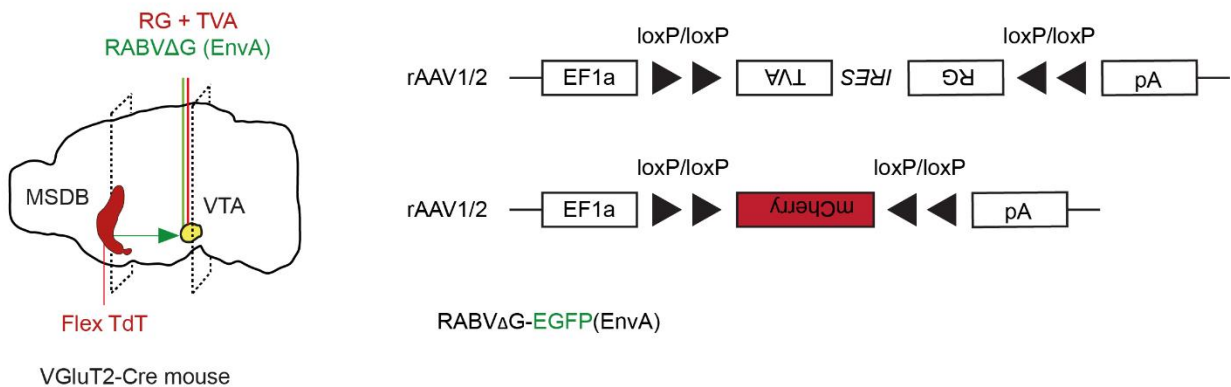 RG + TVA
RABVΔG (EnvA)
MSDB
VTA
Flex TdT
VGluT2-Cre mouse
loxP/loxP loxP/loxP
rAAV1/2 EF1a TVA IRES RG pA
loxP/loxP loxP/loxP
rAAV1/2 EF1a mCherry pA
RABVΔG-EGFP(EnvA)